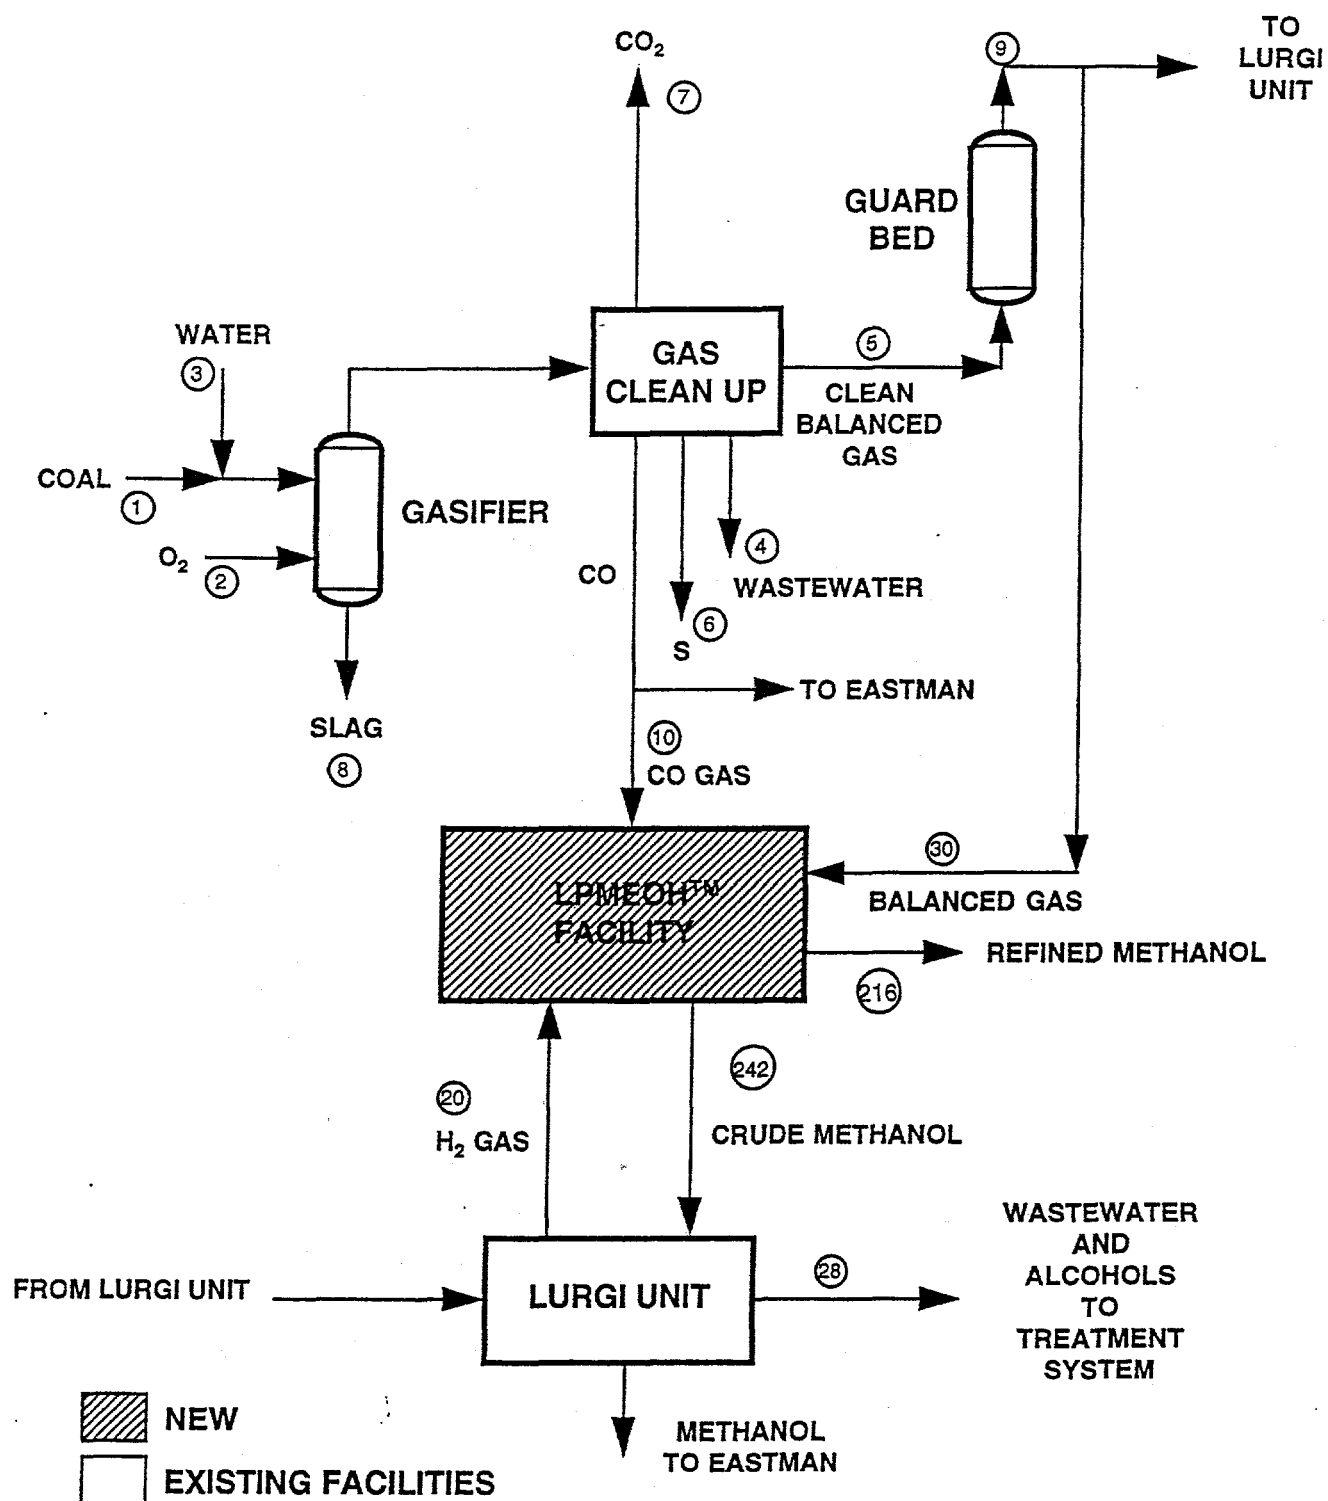 CO2
7
9
TO
LURGI
UNIT
GUARD
BED
WATER
3
GAS
CLEAN UP
5
CLEAN
BALANCED
GAS
COAL
1
GASIFIER
O2
2
4
WASTEWATER
CO
6
S
TO EASTMAN
SLAG
8
10
CO GAS
30
BALANCED GAS
LPMEOH™
FACILITY
REFINED METHANOL
216
242
20
H2 GAS
CRUDE METHANOL
WASTEWATER
AND
ALCOHOLS
TO
TREATMENT
SYSTEM
28
FROM LURGI UNIT
LURGI UNIT
NEW
METHANOL
TO EASTMAN
EXISTING FACILITIES